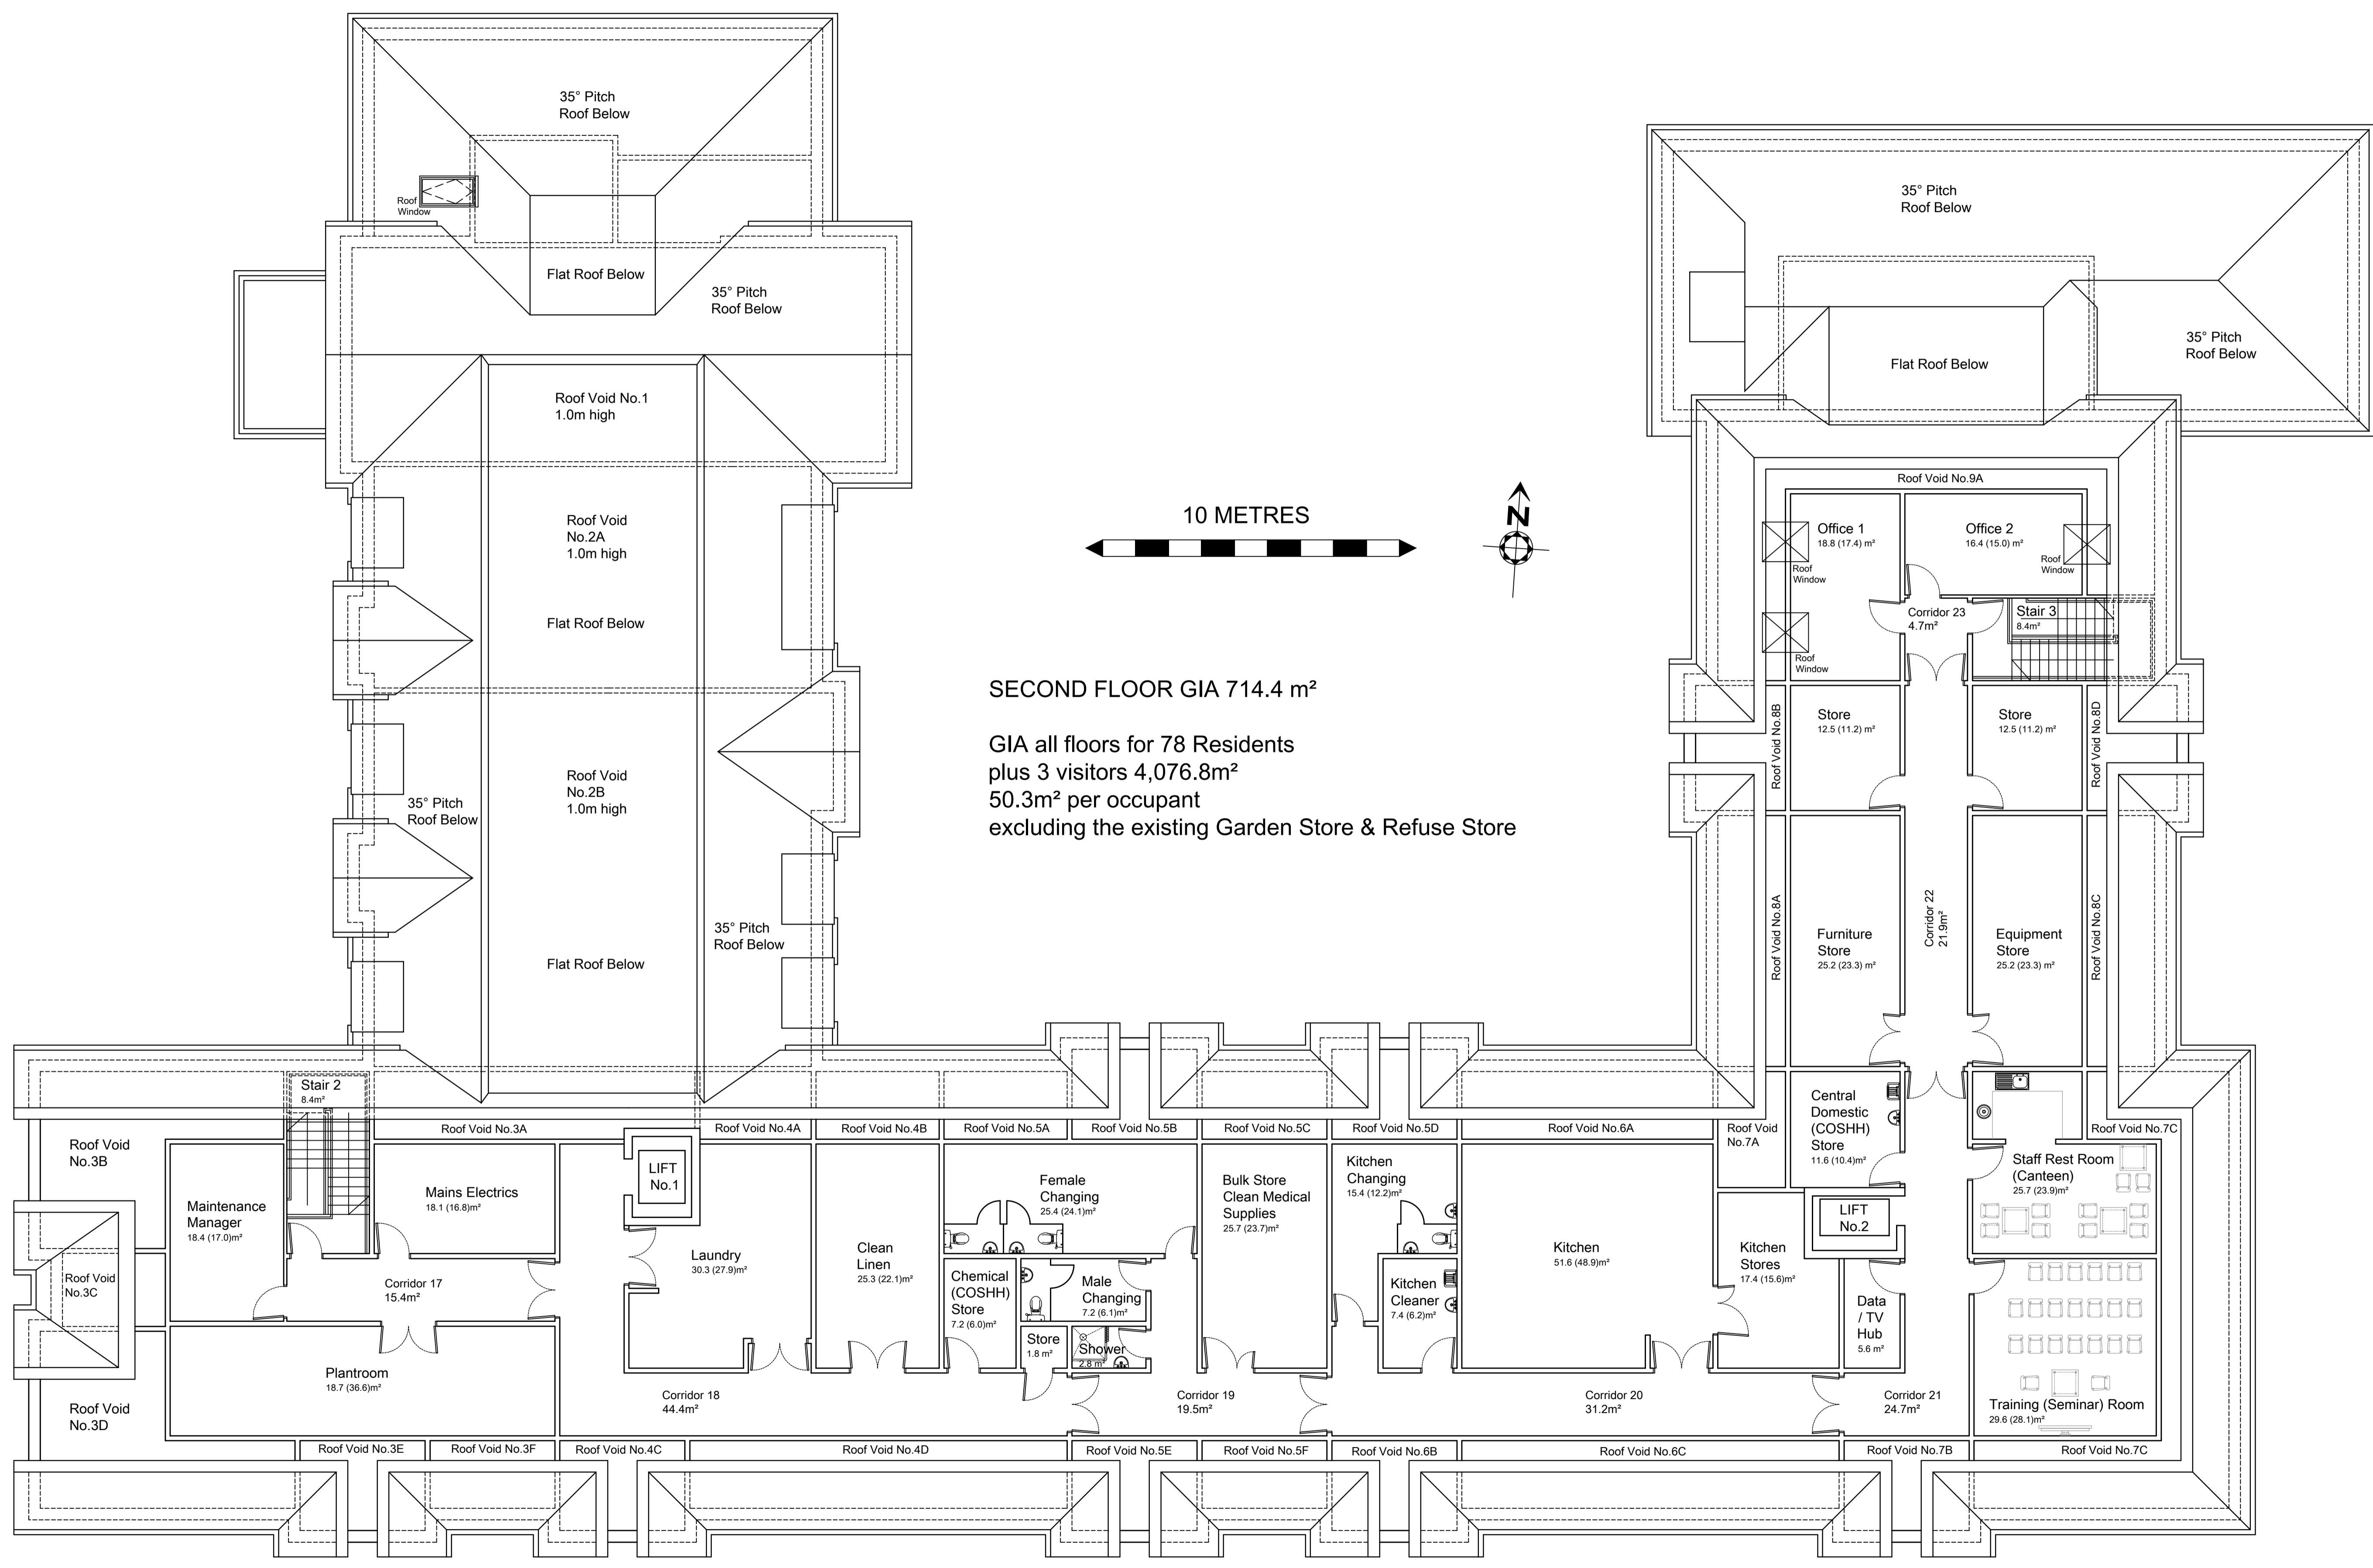 35° Pitch
Roof Below
Roof
Window
Flat Roof Below
35° Pitch
Roof Below
Roof Void No.1
1.0m high
Roof Void
No.2A
1.0m high
Flat Roof Below
Roof Void
No.2B
1.0m high
35° Pitch
Roof Below
35° Pitch
Roof Below
Flat Roof Below
10 METRES
N
SECOND FLOOR GIA 714.4 m²
GIA all floors for 78 Residents
plus 3 visitors 4,076.8m²
50.3m² per occupant
excluding the existing Garden Store & Refuse Store
35° Pitch
Roof Below
35° Pitch
Roof Below
Flat Roof Below
Roof Void No.9A
Office 1
18.8 (17.4) m²
Roof
Window
Office 2
16.4 (15.0) m²
Roof
Window
Roof
Window
Corridor 23
4.7m²
Stair 3
8.4m²
Roof Void No.8B
Store
12.5 (11.2) m²
Store
12.5 (11.2) m²
Roof Void No.8D
Roof Void No.8A
Furniture
Store
25.2 (23.3) m²
Corridor 22
21.9m²
Equipment
Store
25.2 (23.3) m²
Roof Void No.8C
Stair 2
8.4m²
Roof Void
No.3B
Roof Void No.3A
Roof Void No.4A
Roof Void No.4B
Roof Void No.5A
Roof Void No.5B
Roof Void No.5C
Roof Void No.5D
Roof Void No.6A
Roof Void
No.7A
Central
Domestic
(COSHH)
Store
11.6 (10.4)m²
Roof Void No.7C
Maintenance
Manager
18.4 (17.0)m²
Mains Electrics
18.1 (16.8)m²
LIFT
No.1
Laundry
30.3 (27.9)m²
Clean
Linen
25.3 (22.1)m²
Female
Changing
25.4 (24.1)m²
Chemical
(COSHH)
Store
7.2 (6.0)m²
Male
Changing
7.2 (6.1)m²
Store
1.8 m²
Shower
2.8 m²
Bulk Store
Clean Medical
Supplies
25.7 (23.7)m²
Kitchen
Changing
15.4 (12.2)m²
Kitchen
Cleaner
7.4 (6.2)m²
Kitchen
51.6 (48.9)m²
Kitchen
Stores
17.4 (15.6)m²
LIFT
No.2
Data
/ TV
Hub
5.6 m²
Staff Rest Room
(Canteen)
25.7 (23.9)m²
Training (Seminar) Room
29.6 (28.1)m²
Roof Void
No.3C
Corridor 17
15.4m²
Plantroom
18.7 (36.6)m²
Roof Void
No.3D
Corridor 18
44.4m²
Corridor 19
19.5m²
Corridor 20
31.2m²
Corridor 21
24.7m²
Roof Void No.3E
Roof Void No.3F
Roof Void No.4C
Roof Void No.4D
Roof Void No.5E
Roof Void No.5F
Roof Void No.6B
Roof Void No.6C
Roof Void No.7B
Roof Void No.7C